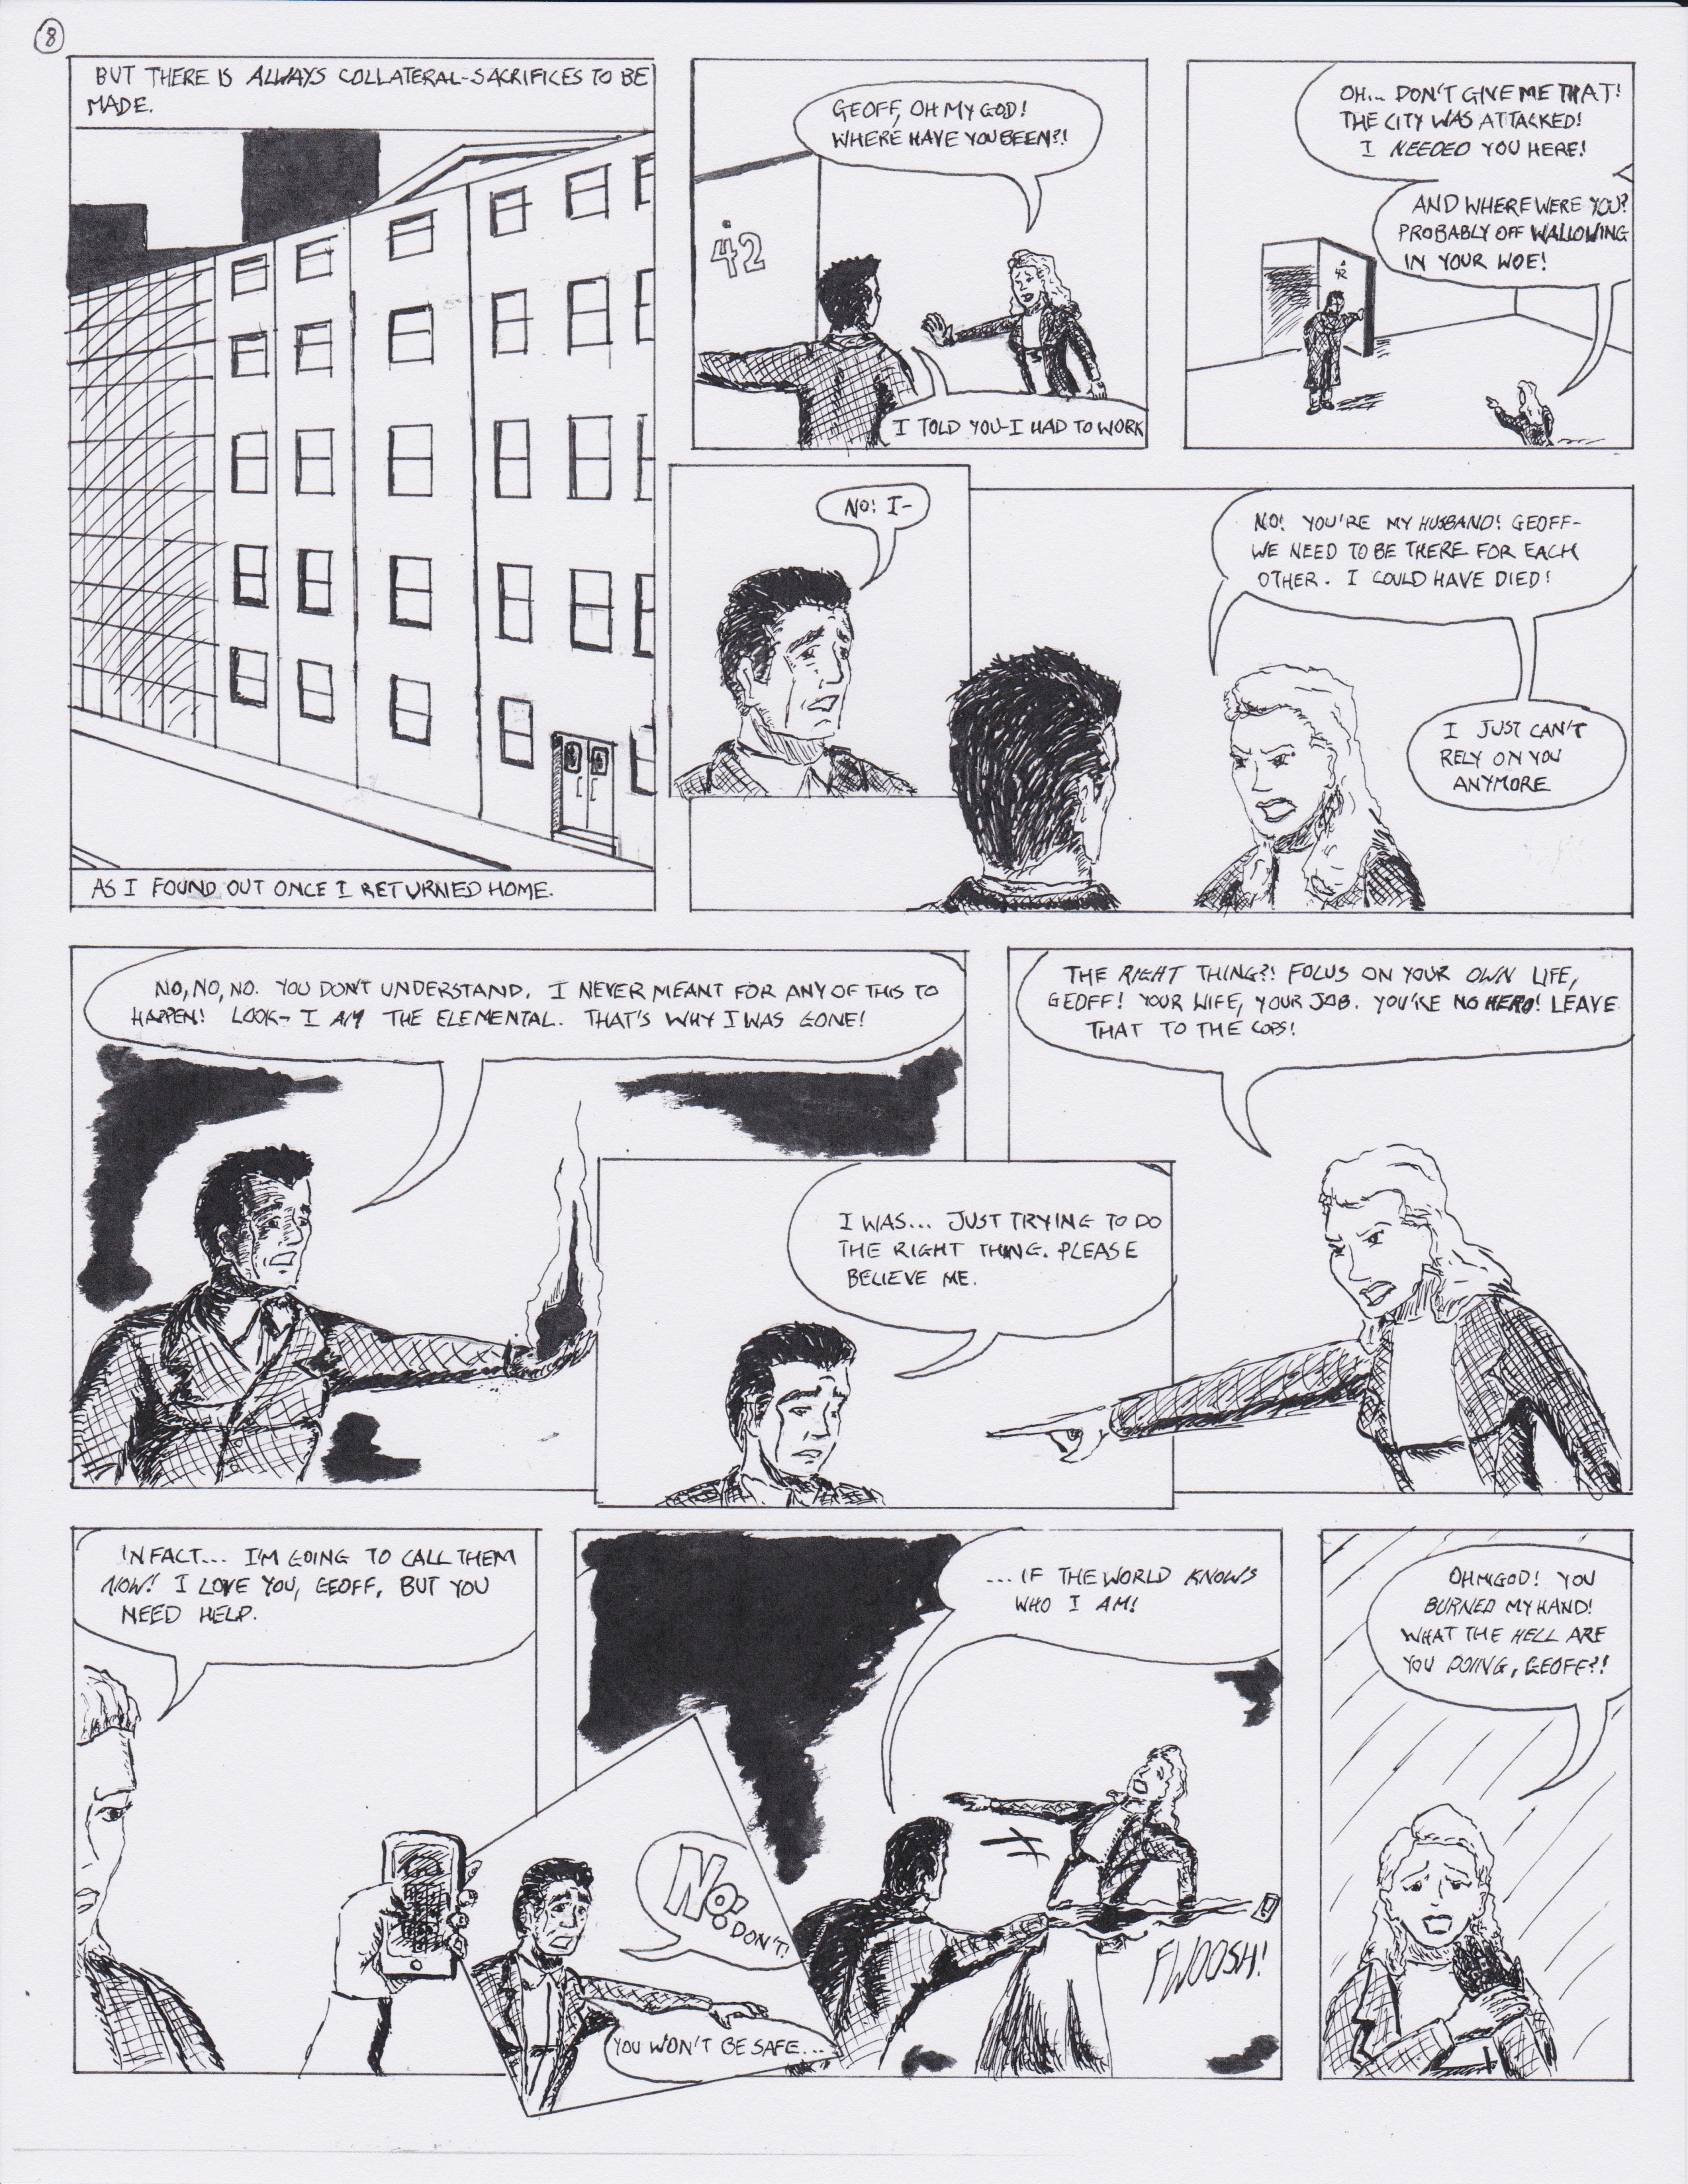 8
BUT THERE IS ALWAYS COLLATERAL-SACRIFICES TO BE
MADE.
AS I FOUND OUT ONCE I RETURNED HOME.
GEOFF, OH MY GOD!
WHERE HAVE YOU BEEN?!
42
I TOLD YOU-I HAD TO WORK
OH... DON'T GIVE ME THAT!
THE CITY WAS ATTACKED!
I NEEDED YOU HERE!
AND WHERE WERE YOU?
PROBABLY OFF WALLOWING
IN YOUR WOE!
42
NO! I-
NO! YOU'RE MY HUSBAND! GEOFF-
WE NEED TO BE THERE FOR EACH
OTHER. I COULD HAVE DIED!
I JUST CAN'T
RELY ON YOU
ANYMORE
NO, NO, NO. YOU DON'T UNDERSTAND. I NEVER MEANT FOR ANY OF THIS TO
HAPPEN! LOOK- I AM THE ELEMENTAL. THAT'S WHY I WAS GONE!
I WAS... JUST TRYING TO DO
THE RIGHT THING. PLEASE
BELIEVE ME.
THE RIGHT THING?! FOCUS ON YOUR OWN LIFE,
GEOFF! YOUR WIFE, YOUR JOB. YOU'RE NO HERO! LEAVE
THAT TO THE COPS!
IN FACT... I'M GOING TO CALL THEM
NOW! I LOVE YOU, GEOFF, BUT YOU
NEED HELP.
NO!
DON'T!
YOU WON'T BE SAFE...
...IF THE WORLD KNOWS
WHO I AM!
FWOOSH!
OHMIGOD! YOU
BURNED MY HAND!
WHAT THE HELL ARE
YOU DOING, GEOFF?!